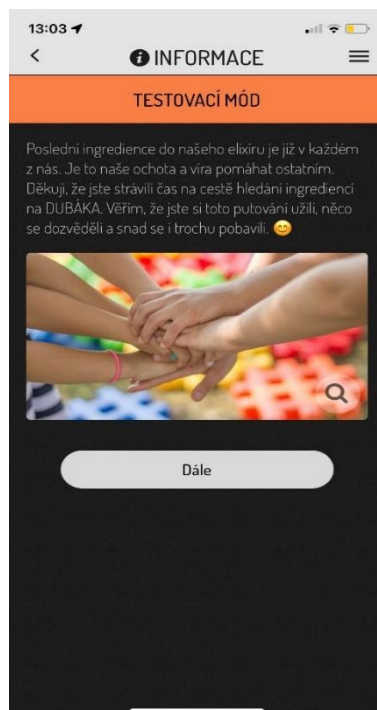 13:03
INFORMACE
TESTOVACÍ MÓD
Poslední ingredience do našeho elixíru je již v každém
z nás. Je to naše ochota a víra pomáhat ostatním.
Děkuji, že jste strávili čas na cestě hledání ingrediencí
na DUBÁKA. Věřím, že jste si toto putování užili, něco
se dozvěděli a snad se i trochu pobavili. 😊
Dále